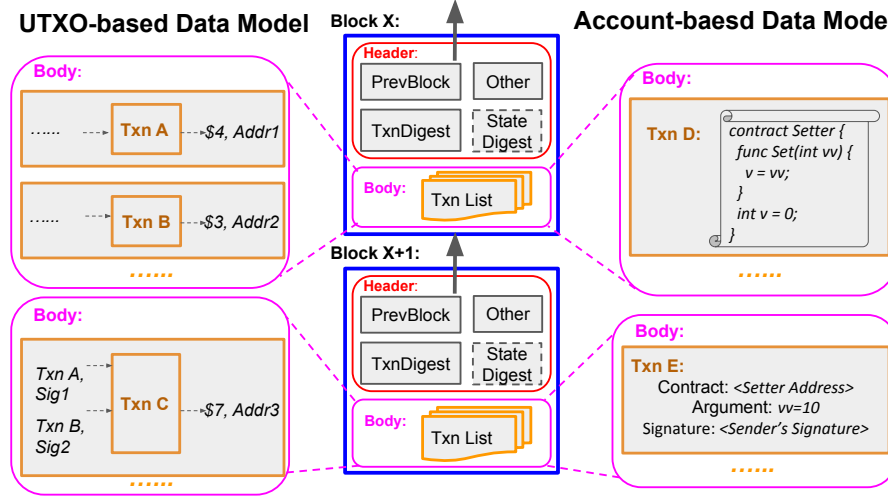 UTXO-based Data Model
Body:
......
Txn A
$4, Addr1
......
Txn B
$3, Addr2
......
Body:
Txn A,
Sig1
Txn B,
Sig2
Txn C
$7, Addr3
......
Block X:
Header:
PrevBlock
Other
TxnDigest
State
Digest
Body:
Txn List
Block X+1:
Header:
PrevBlock
Other
TxnDigest
State
Digest
Body:
Txn List
Account-baesd Data Mode
Body:
Txn D:
contract Setter {
func Set(int vv) {
v = vv;
}
int v = 0;
}
......
Body:
Txn E:
Contract: <Setter Address>
Argument: vv=10
Signature: <Sender's Signature>
......